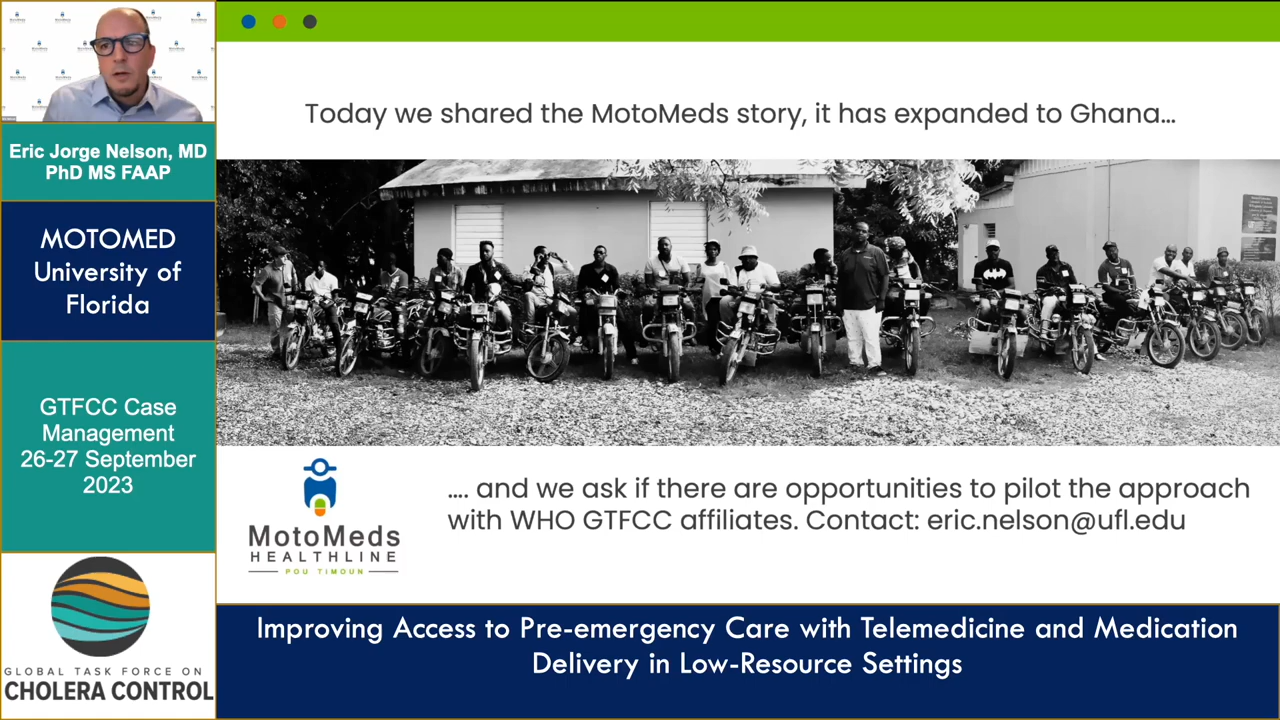 Eric Jorge Nelson, MD
PhD MS FAAP
MOTOMED
University of
Florida
GTFCC Case
Management
26-27 September
2023
GLOBAL TASK FORCE ON
CHOLERA CONTROL
Today we shared the MotoMeds story, it has expanded to Ghana...
MotoMeds
HEALTHLINE
POU TIMOUN
.... and we ask if there are opportunities to pilot the approach
with WHO GTFCC affiliates. Contact: eric.nelson@ufl.edu
Improving Access to Pre-emergency Care with Telemedicine and Medication
Delivery in Low-Resource Settings